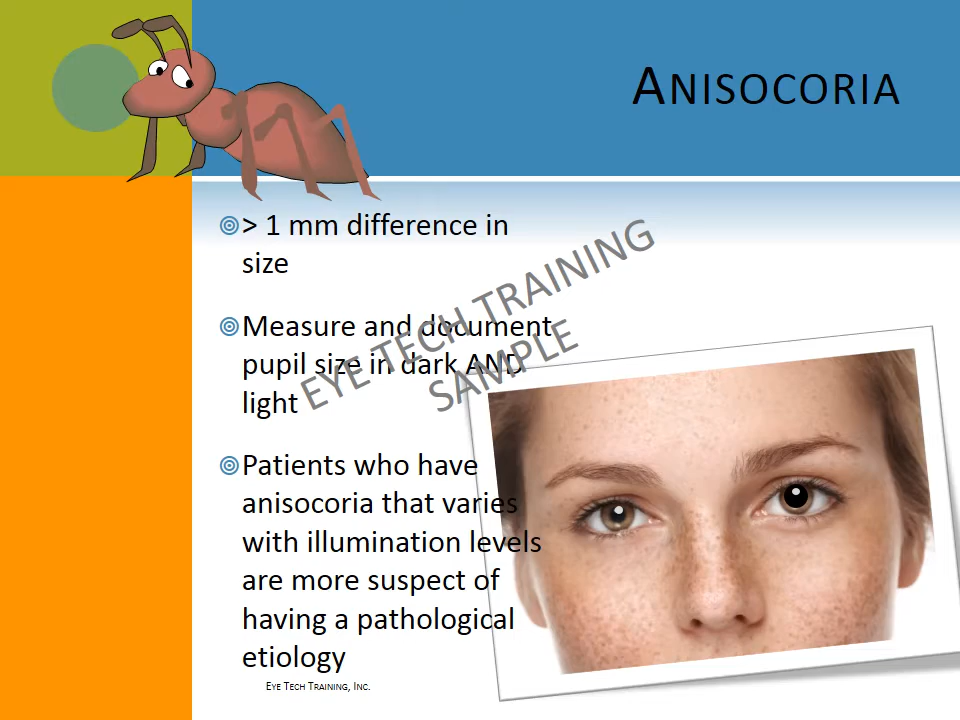 ANISOCORIA
> 1 mm difference in
size
Measure and document
pupil size in dark AND
light
Patients who have
anisocoria that varies
with illumination levels
are more suspect of
having a pathological
etiology
EYE TECH TRAINING
SAMPLE
EYE TECH TRAINING, INC.